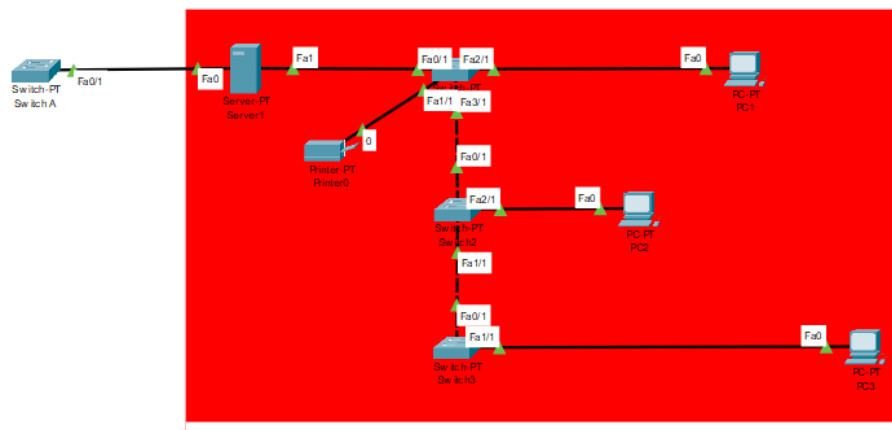 Fa0/1
Switch-PT
Switch A
Fa0
Server-PT
Server1
Fa1
Fa0/1
Fa2/1
Switch-PT
Fa1/1
Fa3/1
0
Printer-PT
Printer0
Fa0
PC-PT
PC1
Fa0/1
Fa2/1
Switch-PT
Switch2
Fa0
PC-PT
PC2
Fa1/1
Fa0/1
Fa1/1
Switch-PT
Switch3
Fa0
PC-PT
PC3